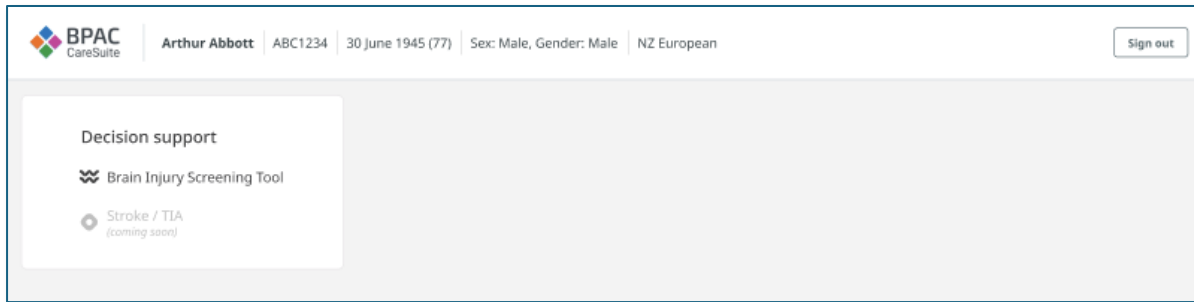 BPAC
CareSuite
Arthur Abbott ABC1234 30 June 1945 (77) Sex: Male, Gender: Male NZ European
Sign out
Decision support
Brain Injury Screening Tool
Stroke / TIA
(coming soon)